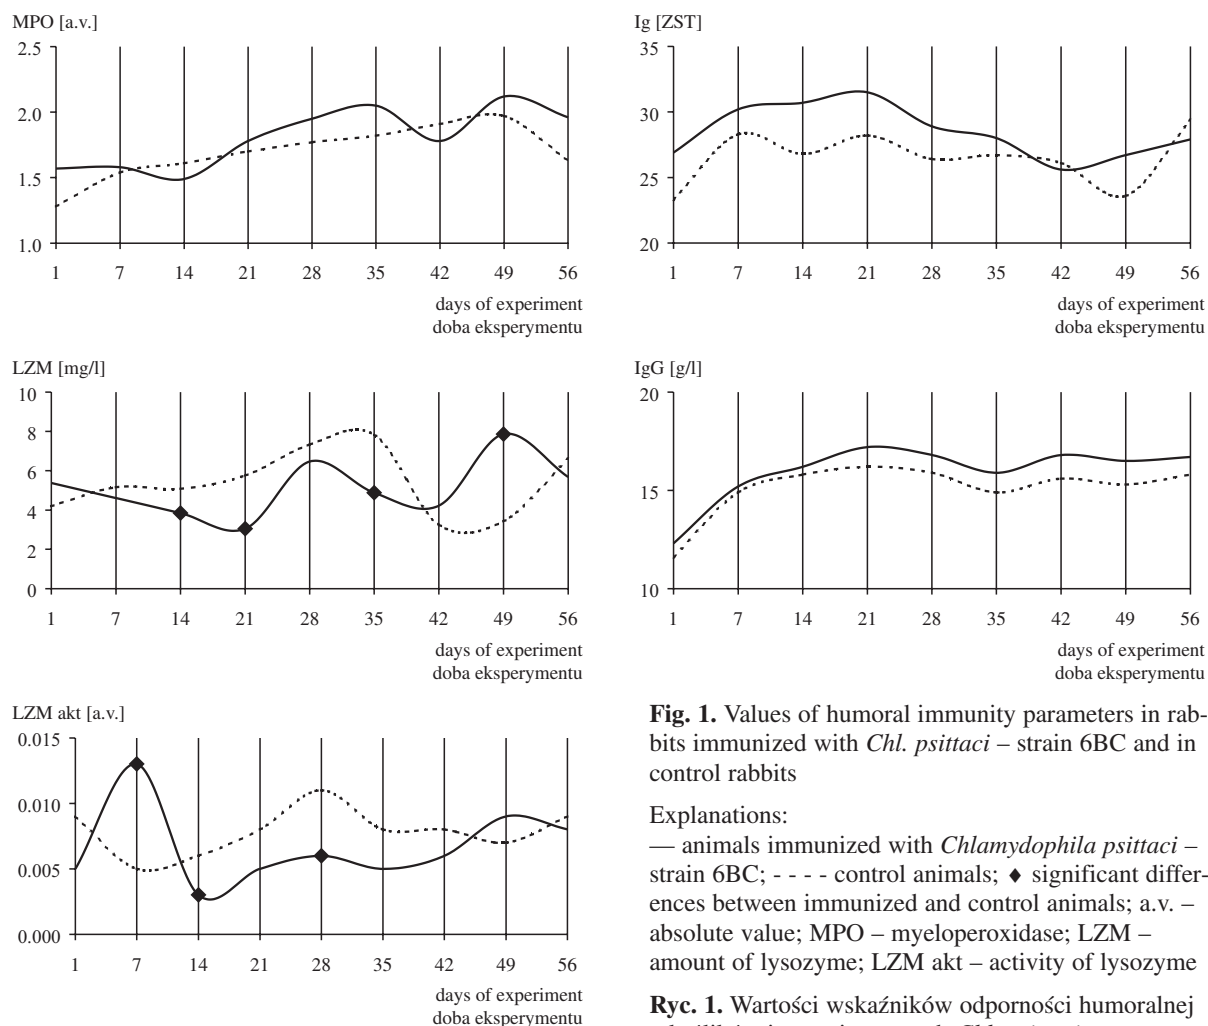 MPO [a.v.]
2.5
2.0
1.5
1.0
1 7 14 21 28 35 42 49 56
days of experiment
doba eksperymentu
Ig [ZST]
35
30
25
20
1 7 14 21 28 35 42 49 56
days of experiment
doba eksperymentu
LZM [mg/l]
10
8
6
4
2
0
1 7 14 21 28 35 42 49 56
days of experiment
doba eksperymentu
IgG [g/l]
20
15
10
1 7 14 21 28 35 42 49 56
days of experiment
doba eksperymentu
LZM akt [a.v.]
0.015
0.010
0.005
0.000
1 7 14 21 28 35 42 49 56
days of experiment
doba eksperymentu
Fig. 1. Values of humoral immunity parameters in rab-
bits immunized with Chl. psittaci – strain 6BC and in
control rabbits
Explanations:
— animals immunized with Chlamydophila psittaci –
strain 6BC; - - - - control animals; ♦ significant differ-
ences between immunized and control animals; a.v. –
absolute value; MPO – myeloperoxidase; LZM –
amount of lysozyme; LZM akt – activity of lysozyme
Ryc. 1. Wartości wskaźników odporności humoralnej